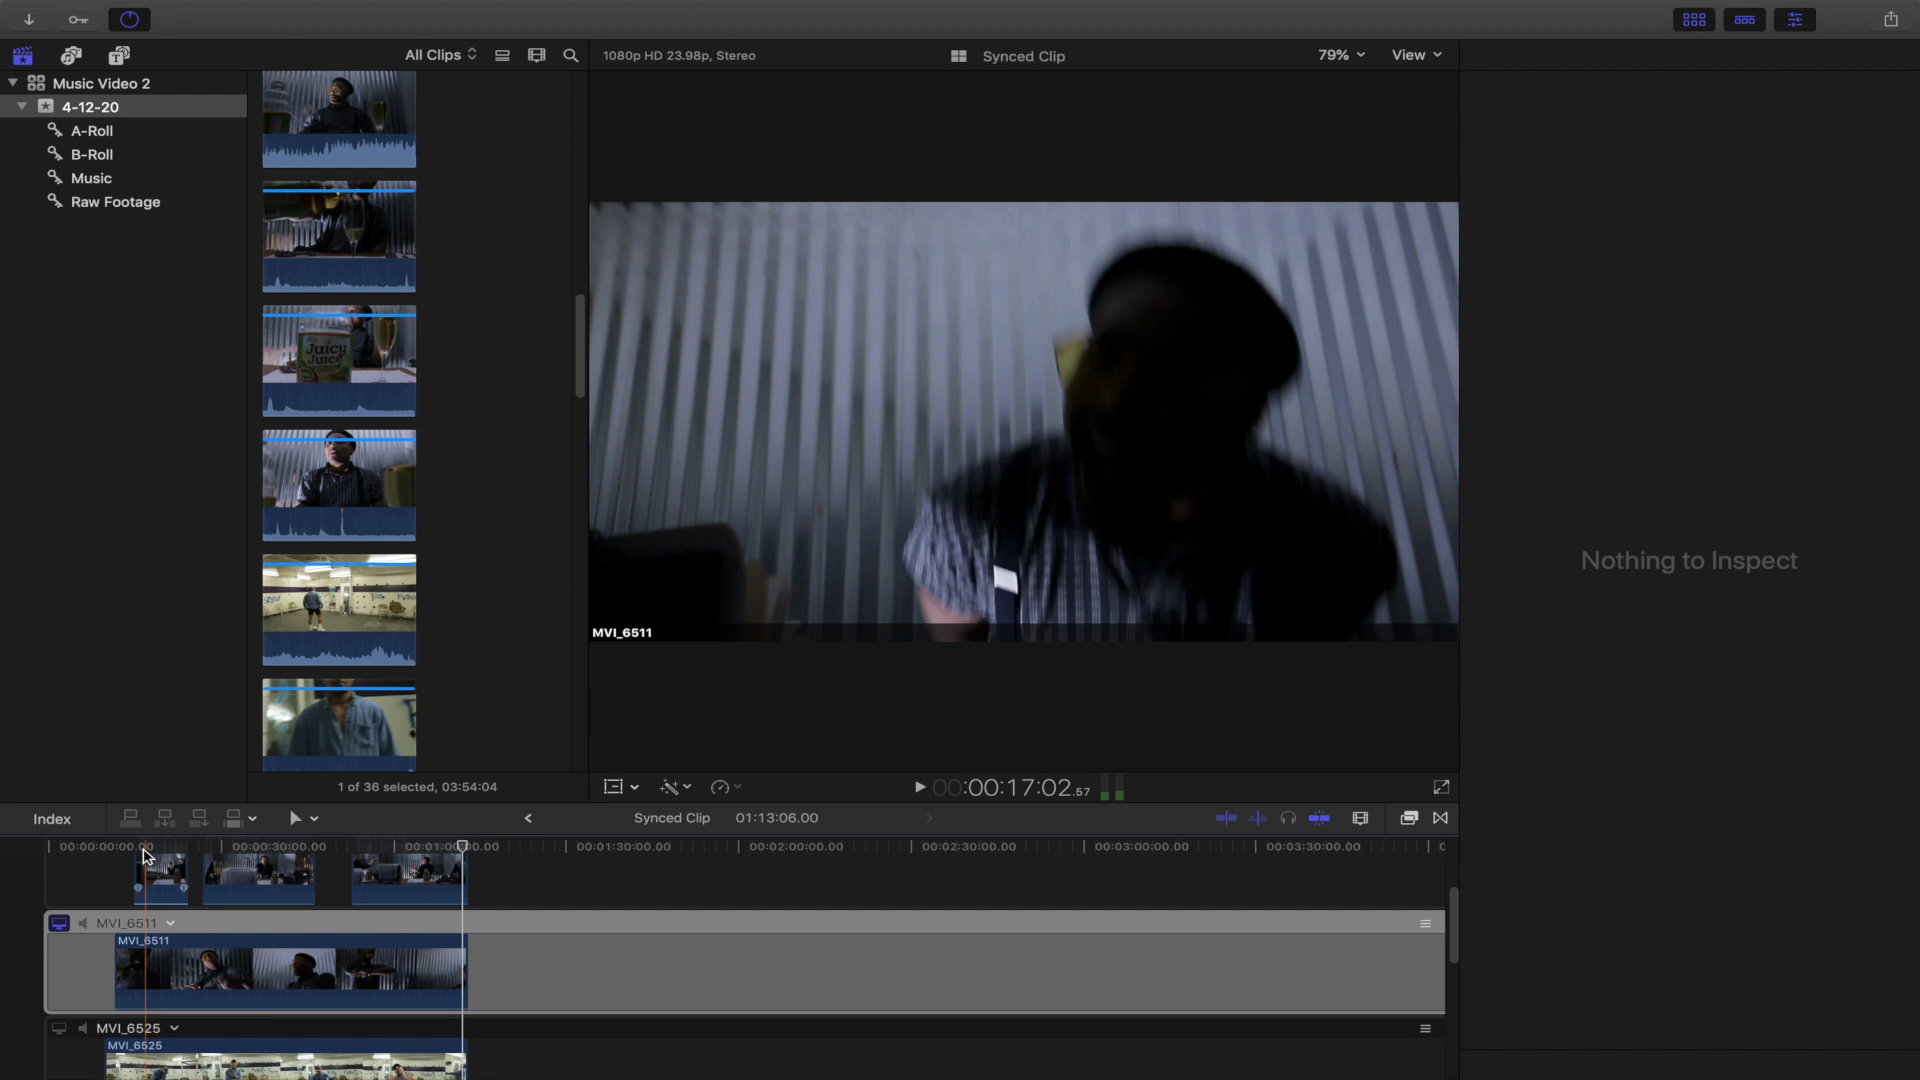 All Clips
1080p HD 23.98p, Stereo
Synced Clip
79%
View
Music Video 2
4-12-20
A-Roll
B-Roll
Music
Raw Footage
Juicy
Juice
Nothing to Inspect
MVI_6511
1 of 36 selected, 03:54:04
00:00:17:02.57
Index
Synced Clip
01:13:06.00
00:00:00:00.00
00:00:30:00.00
00:01:00:00.00
00:01:30:00.00
00:02:00:00.00
00:02:30:00.00
00:03:00:00.00
00:03:30:00.00
MVI_6511
MVI_6511
MVI_6525
MVI_6525